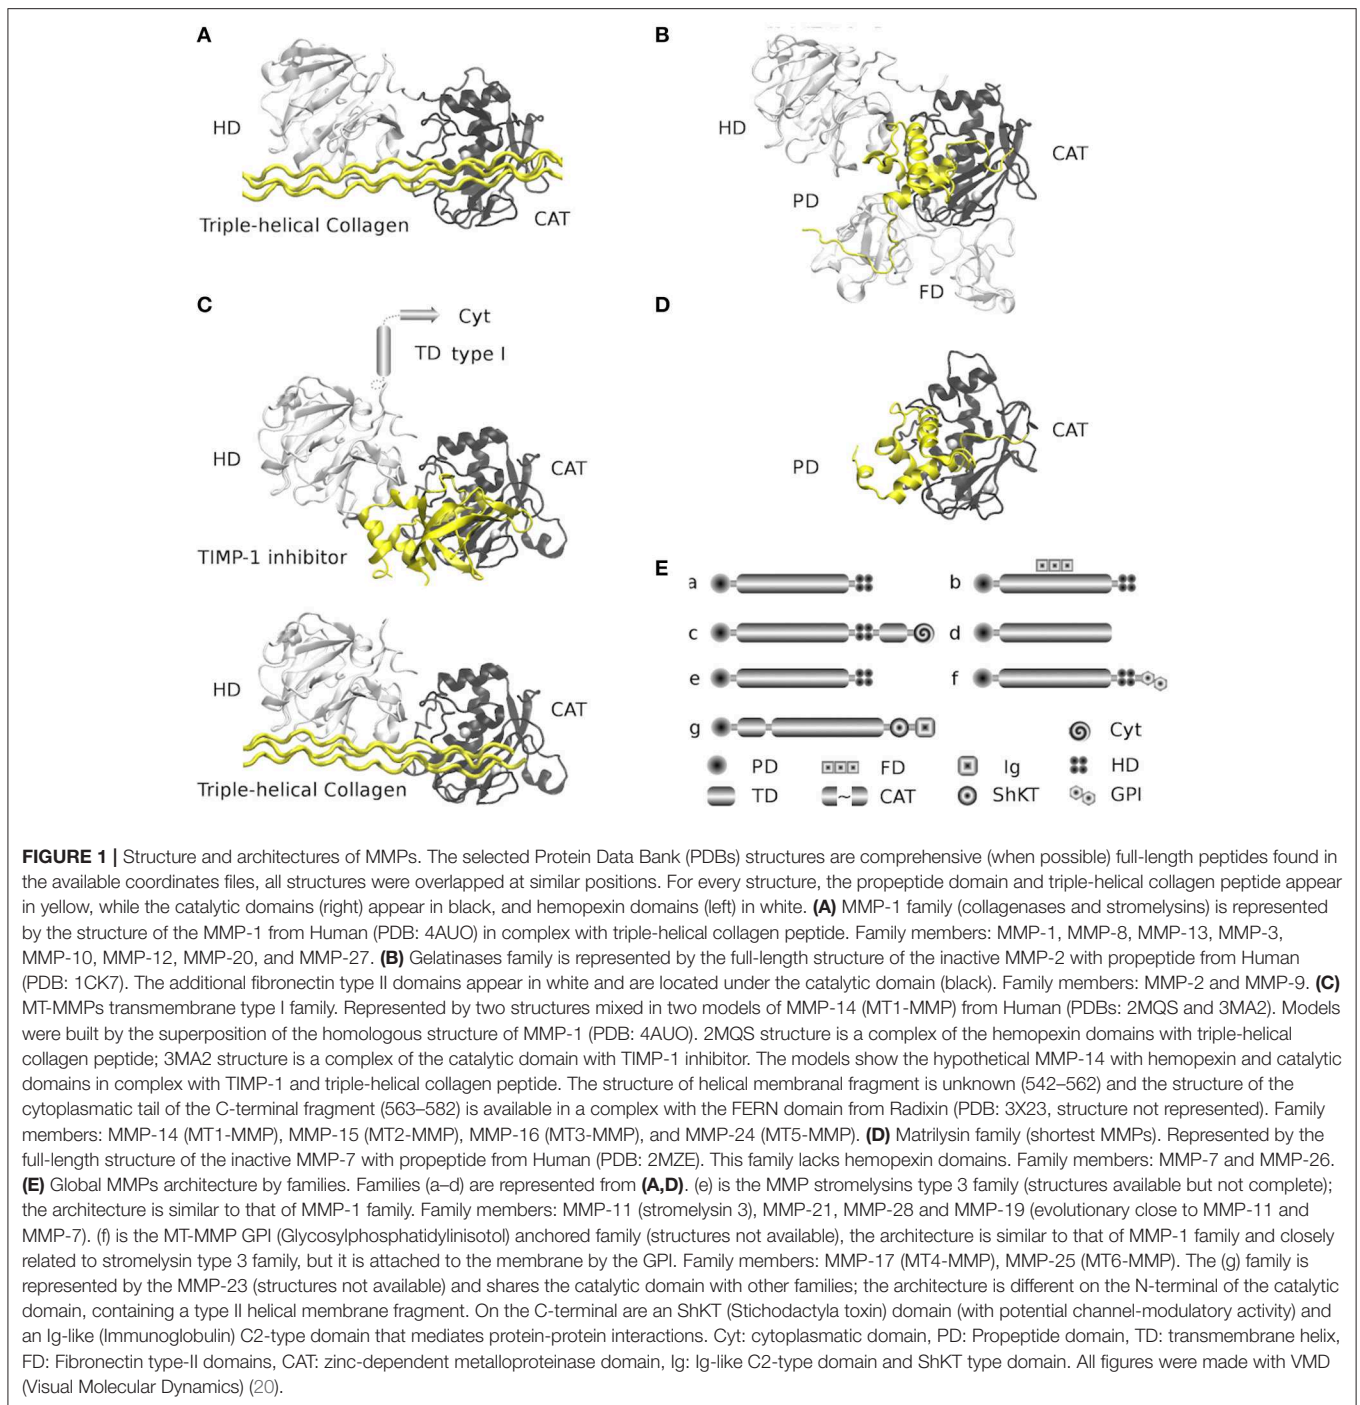 A
HD
Triple-helical Collagen
CAT
B
HD
CAT
PD
FD
C
Cyt
TD type I
HD
CAT
TIMP-1 inhibitor
HD
CAT
Triple-helical Collagen
D
CAT
PD
E
a
b
c
d
e
f
g
Cyt
PD
FD
Ig
HD
TD
~
CAT
ShKT
GPI
FIGURE 1 | Structure and architectures of MMPs. The selected Protein Data Bank (PDBs) structures are comprehensive (when possible) full-length peptides found in
the available coordinates files, all structures were overlapped at similar positions. For every structure, the propeptide domain and triple-helical collagen peptide appear
in yellow, while the catalytic domains (right) appear in black, and hemopexin domains (left) in white. (A) MMP-1 family (collagenases and stromelysins) is represented
by the structure of the MMP-1 from Human (PDB: 4AUO) in complex with triple-helical collagen peptide. Family members: MMP-1, MMP-8, MMP-13, MMP-3,
MMP-10, MMP-12, MMP-20, and MMP-27. (B) Gelatinases family is represented by the full-length structure of the inactive MMP-2 with propeptide from Human
(PDB: 1CK7). The additional fibronectin type II domains appear in white and are located under the catalytic domain (black). Family members: MMP-2 and MMP-9. (C)
MT-MMPs transmembrane type I family. Represented by two structures mixed in two models of MMP-14 (MT1-MMP) from Human (PDBs: 2MQS and 3MA2). Models
were built by the superposition of the homologous structure of MMP-1 (PDB: 4AUO). 2MQS structure is a complex of the hemopexin domains with triple-helical
collagen peptide; 3MA2 structure is a complex of the catalytic domain with TIMP-1 inhibitor. The models show the hypothetical MMP-14 with hemopexin and catalytic
domains in complex with TIMP-1 and triple-helical collagen peptide. The structure of helical membranal fragment is unknown (542–562) and the structure of the
cytoplasmatic tail of the C-terminal fragment (563–582) is available in a complex with the FERN domain from Radixin (PDB: 3X23, structure not represented). Family
members: MMP-14 (MT1-MMP), MMP-15 (MT2-MMP), MMP-16 (MT3-MMP), and MMP-24 (MT5-MMP). (D) Matrilysin family (shortest MMPs). Represented by the
full-length structure of the inactive MMP-7 with propeptide from Human (PDB: 2MZE). This family lacks hemopexin domains. Family members: MMP-7 and MMP-26.
(E) Global MMPs architecture by families. Families (a–d) are represented from (A,D). (e) is the MMP stromelysins type 3 family (structures available but not complete);
the architecture is similar to that of MMP-1 family. Family members: MMP-11 (stromelysin 3), MMP-21, MMP-28 and MMP-19 (evolutionary close to MMP-11 and
MMP-7). (f) is the MT-MMP GPI (Glycosylphosphatidylinisotol) anchored family (structures not available), the architecture is similar to that of MMP-1 family and closely
related to stromelysin type 3 family, but it is attached to the membrane by the GPI. Family members: MMP-17 (MT4-MMP), MMP-25 (MT6-MMP). The (g) family is
represented by the MMP-23 (structures not available) and shares the catalytic domain with other families; the architecture is different on the N-terminal of the catalytic
domain, containing a type II helical membrane fragment. On the C-terminal are an ShKT (Stichodactyla toxin) domain (with potential channel-modulatory activity) and
an Ig-like (Immunoglobulin) C2-type domain that mediates protein-protein interactions. Cyt: cytoplasmatic domain, PD: Propeptide domain, TD: transmembrane helix,
FD: Fibronectin type-II domains, CAT: zinc-dependent metalloproteinase domain, Ig: Ig-like C2-type domain and ShKT type domain. All figures were made with VMD
(Visual Molecular Dynamics) (20).